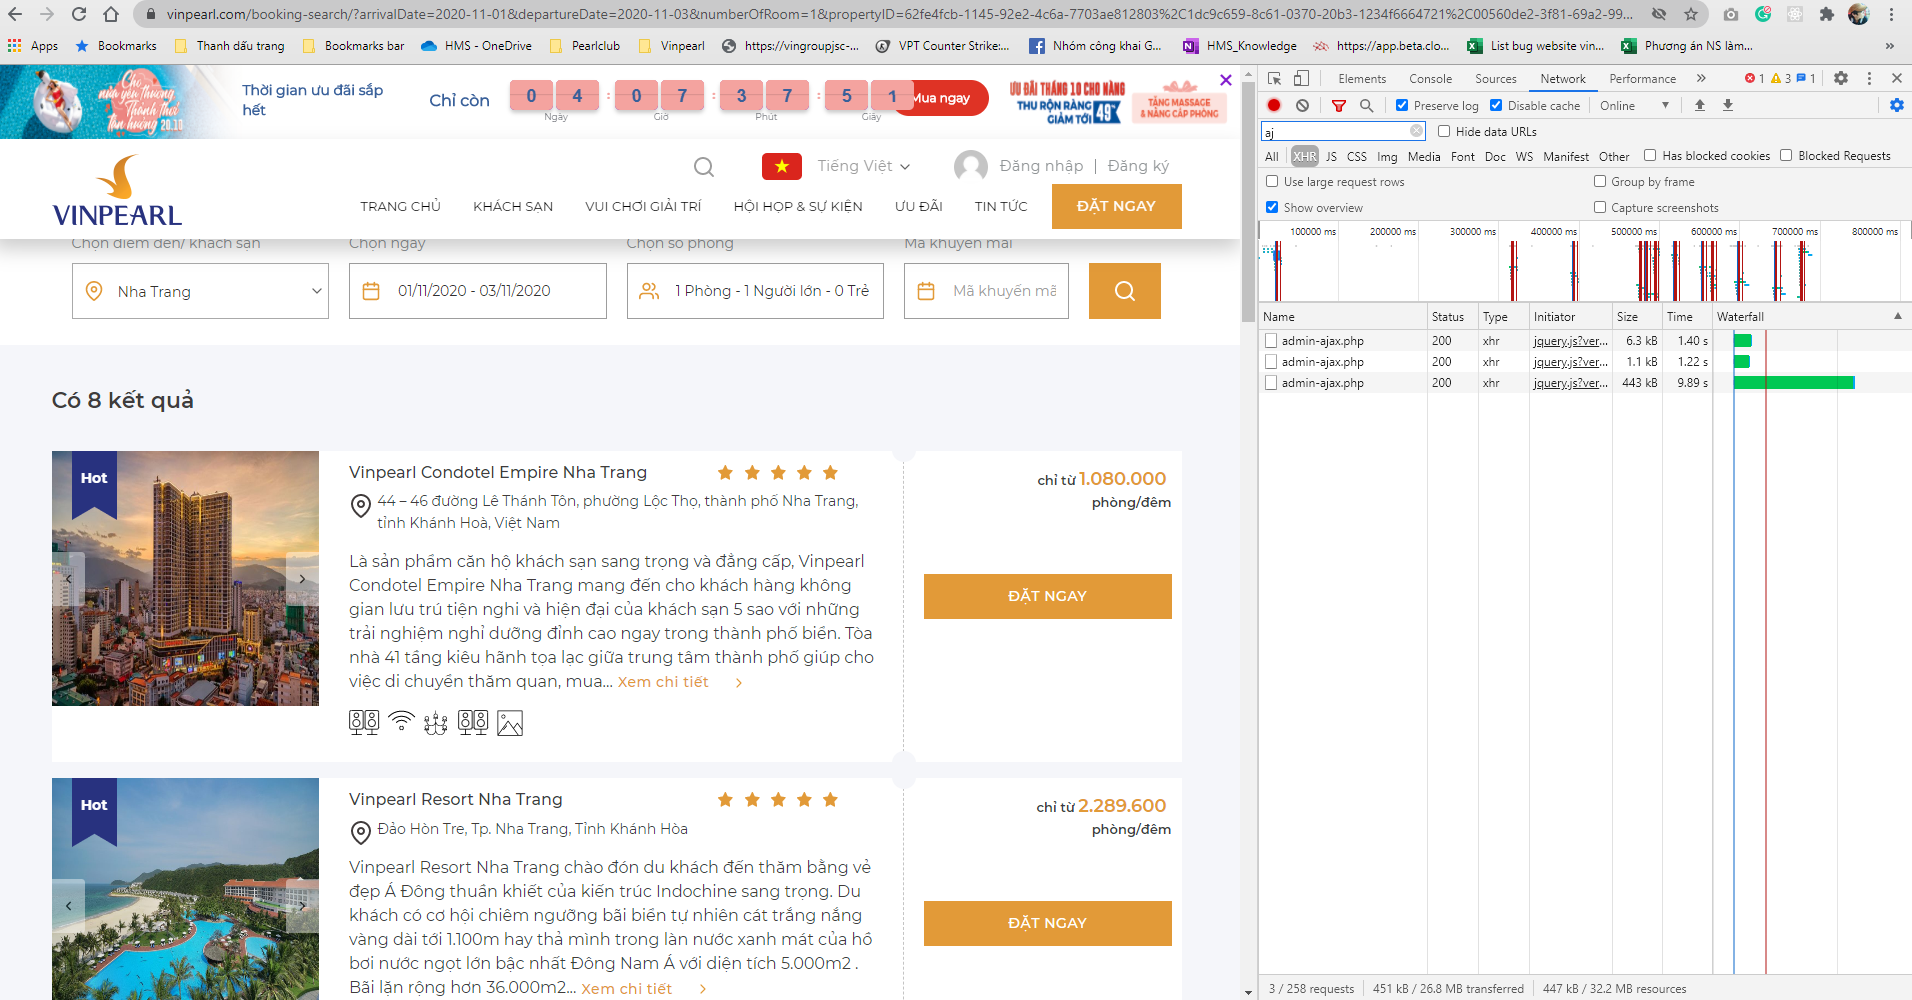 vinpearl.com/booking-search/?arrivalDate=2020-11-01&departureDate=2020-11-03&numberOfRoom=1&propertyID=62fe4fcb-1145-92e2-4c6a-7703ae812803%2C1dc9c659-8c61-0370-20b3-1234f6664721%2C00560de2-3f81-69a2-99...
Apps Bookmarks Thanh dấu trang Bookmarks bar HMS - OneDrive Pearlclub Vinpearl https://vingroupjsc-... VPT Counter Strike:... Nhóm công khai G... HMS_Knowledge https://app.beta.clo... List bug website vin... Phương án NS làm... »
Cho
nhà yêu thương
Thảnh thơi
tận hưởng 20.10
Thời gian ưu đãi sắp
hết
Chỉ còn
0 4 : 0 7 : 3 7 : 5 1
Ngày Giờ Phút Giây
Mua ngay
ƯU ĐÃI THÁNG 10 CHO NÀNG
THU RỘN RÀNG
GIẢM TỚI 49%
TẶNG MASSAGE
& NÂNG CẤP PHÒNG
VINPEARL
Tiếng Việt
Đăng nhập | Đăng ký
TRANG CHỦ KHÁCH SẠN VUI CHƠI GIẢI TRÍ HỘI HỌP & SỰ KIỆN ƯU ĐÃI TIN TỨC ĐẶT NGAY
Chọn điểm đến/ khách sạn Chọn ngày Chọn số phòng Mã khuyến mãi
Nha Trang 01/11/2020 - 03/11/2020 1 Phòng - 1 Người lớn - 0 Trẻ Mã khuyến mã
Có 8 kết quả
Hot
Vinpearl Condotel Empire Nha Trang
44 – 46 đường Lê Thánh Tôn, phường Lộc Thọ, thành phố Nha Trang,
tỉnh Khánh Hoà, Việt Nam
Là sản phẩm căn hộ khách sạn sang trọng và đẳng cấp, Vinpearl
Condotel Empire Nha Trang mang đến cho khách hàng không
gian lưu trú tiện nghi và hiện đại của khách sạn 5 sao với những
trải nghiệm nghỉ dưỡng đỉnh cao ngay trong thành phố biển. Tòa
nhà 41 tầng kiêu hãnh tọa lạc giữa trung tâm thành phố giúp cho
việc di chuyển thăm quan, mua... Xem chi tiết
chỉ từ 1.080.000
phòng/đêm
ĐẶT NGAY
Hot
Vinpearl Resort Nha Trang
Đảo Hòn Tre, Tp. Nha Trang, Tỉnh Khánh Hòa
Vinpearl Resort Nha Trang chào đón du khách đến thăm bằng vẻ
đẹp Á Đông thuần khiết của kiến trúc Indochine sang trọng. Du
khách có cơ hội chiêm ngưỡng bãi biển tự nhiên cát trắng nắng
vàng dài tới 1.100m hay thả mình trong làn nước xanh mát của hồ
bơi nước ngọt lớn bậc nhất Đông Nam Á với diện tích 5.000m2 .
Bãi lặn rộng hơn 36.000m2... Xem chi tiết
chỉ từ 2.289.600
phòng/đêm
ĐẶT NGAY
Elements Console Sources Network Performance » 1 3 1
Preserve log Disable cache Online
aj Hide data URLs
All XHR JS CSS Img Media Font Doc WS Manifest Other Has blocked cookies Blocked Requests
Use large request rows Group by frame
Show overview Capture screenshots
100000 ms 200000 ms 300000 ms 400000 ms 500000 ms 600000 ms 700000 ms 800000 ms
Name Status Type Initiator Size Time Waterfall
admin-ajax.php 200 xhr jquery.js?ver... 6.3 kB 1.40 s
admin-ajax.php 200 xhr jquery.js?ver... 1.1 kB 1.22 s
admin-ajax.php 200 xhr jquery.js?ver... 443 kB 9.89 s
3 / 258 requests 451 kB / 26.8 MB transferred 447 kB / 32.2 MB resources